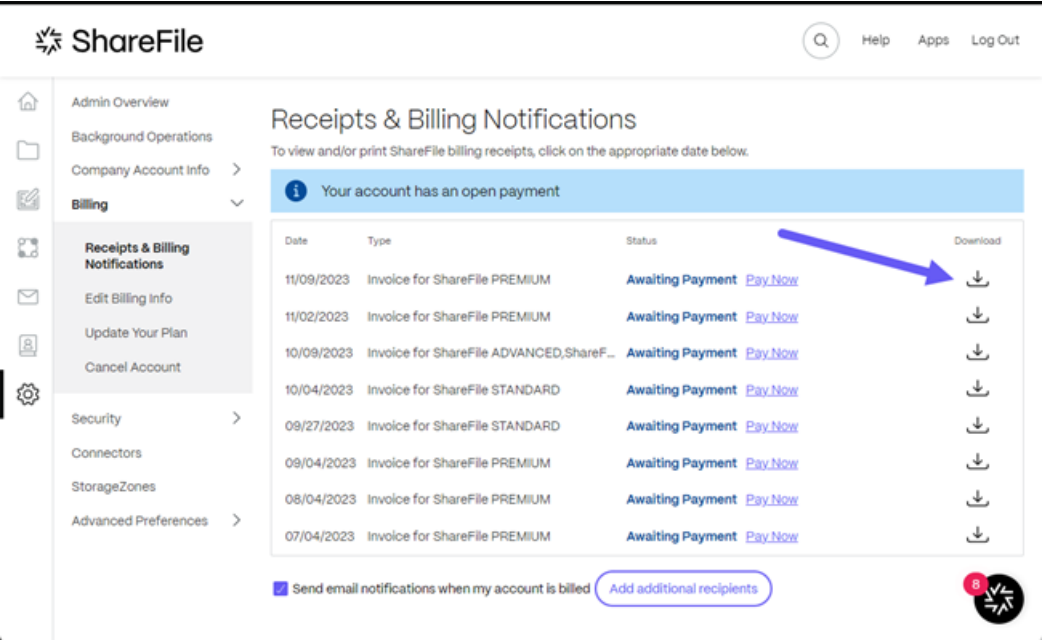 ShareFile
Help Apps Log Out
Admin Overview
Background Operations
Company Account Info
Billing
Receipts & Billing
Notifications
Edit Billing Info
Update Your Plan
Cancel Account
Security
Connectors
StorageZones
Advanced Preferences
Receipts & Billing Notifications
To view and/or print ShareFile billing receipts, click on the appropriate date below.
Your account has an open payment
Date Type Status Download
11/09/2023 Invoice for ShareFile PREMIUM Awaiting Payment Pay Now
11/02/2023 Invoice for ShareFile PREMIUM Awaiting Payment Pay Now
10/09/2023 Invoice for ShareFile ADVANCED,ShareF... Awaiting Payment Pay Now
10/04/2023 Invoice for ShareFile STANDARD Awaiting Payment Pay Now
09/27/2023 Invoice for ShareFile STANDARD Awaiting Payment Pay Now
09/04/2023 Invoice for ShareFile PREMIUM Awaiting Payment Pay Now
08/04/2023 Invoice for ShareFile PREMIUM Awaiting Payment Pay Now
07/04/2023 Invoice for ShareFile PREMIUM Awaiting Payment Pay Now
Send email notifications when my account is billed Add additional recipients
8